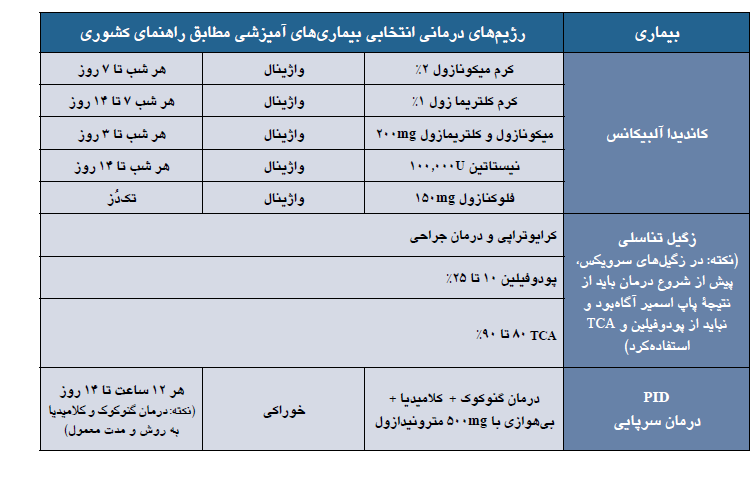 بیماری
رژیم‌های درمانی انتخابی بیماری‌های آمیزشی مطابق راهنمای کشوری
کاندیدا آلبیکانس
کرم میکونازول ۲٪
واژینال
هر شب تا ۷ روز
کرم کلتریما زول ۱٪
واژینال
هر شب ۷ تا ۱۴ روز
میکونازول و کلتریمازول ۲۰۰mg
واژینال
هر شب تا ۳ روز
نیستاتین ۱۰۰,۰۰۰U
واژینال
هر شب تا ۱۴ روز
فلوکنازول ۱۵۰mg
واژینال
تک‌دُز
زگیل تناسلی
(نکته: در زگیل‌های سرویکس،
پیش از شروع درمان باید از
نتیجهٔ پاپ اسمیر آگاه‌بود و
نباید از پودوفیلین و TCA
استفاده‌کرد)
کرایوتراپی و درمان جراحی
پودوفیلین ۱۰ تا ۲۵٪
TCA ۸۰ تا ۹۰٪
PID
درمان سرپایی
درمان گنوکوک + کلامیدیا +
بی‌هوازی با ۵۰۰mg مترونیدازول
خوراکی
هر ۱۲ ساعت تا ۱۴ روز
(نکته: درمان گنوکوک و کلامیدیا
به روش و مدت معمول)